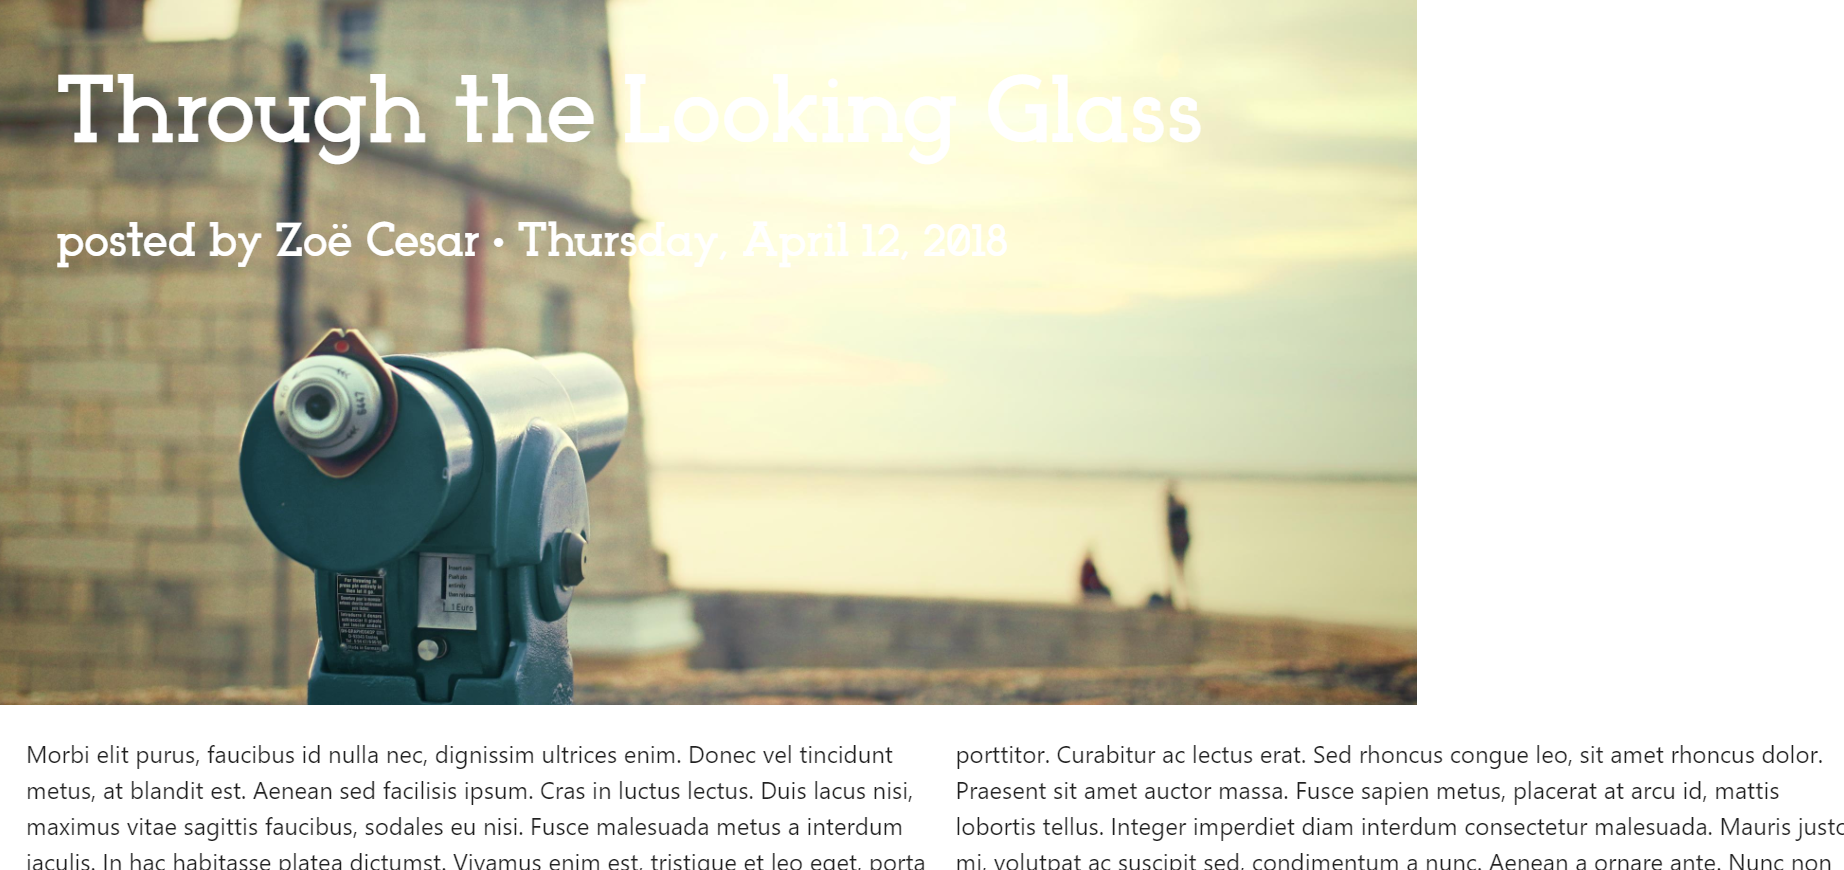 Through the Looking Glass
posted by Zoë Cesar • Thursday, April 12, 2018
6447
1 Euro
Morbi elit purus, faucibus id nulla nec, dignissim ultrices enim. Donec vel tincidunt
metus, at blandit est. Aenean sed facilisis ipsum. Cras in luctus lectus. Duis lacus nisi,
maximus vitae sagittis faucibus, sodales eu nisi. Fusce malesuada metus a interdum
iaculis. In hac habitasse platea dictumst. Vivamus enim est, tristique et leo eget, porta
porttitor. Curabitur ac lectus erat. Sed rhoncus congue leo, sit amet rhoncus dolor.
Praesent sit amet auctor massa. Fusce sapien metus, placerat at arcu id, mattis
lobortis tellus. Integer imperdiet diam interdum consectetur malesuada. Mauris justo
mi, volutpat ac suscipit sed, condimentum a nunc. Aenean a ornare ante. Nunc non